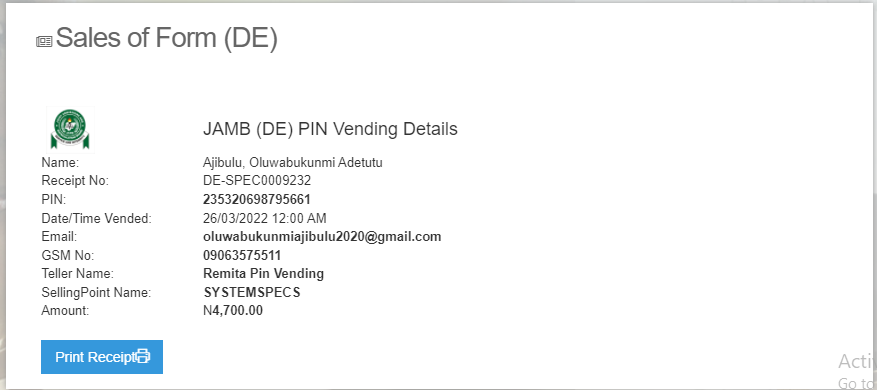 Sales of Form (DE)
JAMB (DE) PIN Vending Details
Name: Ajibulu, Oluwabukunmi Adetutu
Receipt No: DE-SPEC0009232
PIN: 235320698795661
Date/Time Vended: 26/03/2022 12:00 AM
Email: oluwabukunmiajibulu2020@gmail.com
GSM No: 09063575511
Teller Name: Remita Pin Vending
SellingPoint Name: SYSTEMSPECS
Amount: N4,700.00
Print Receipt
Go to